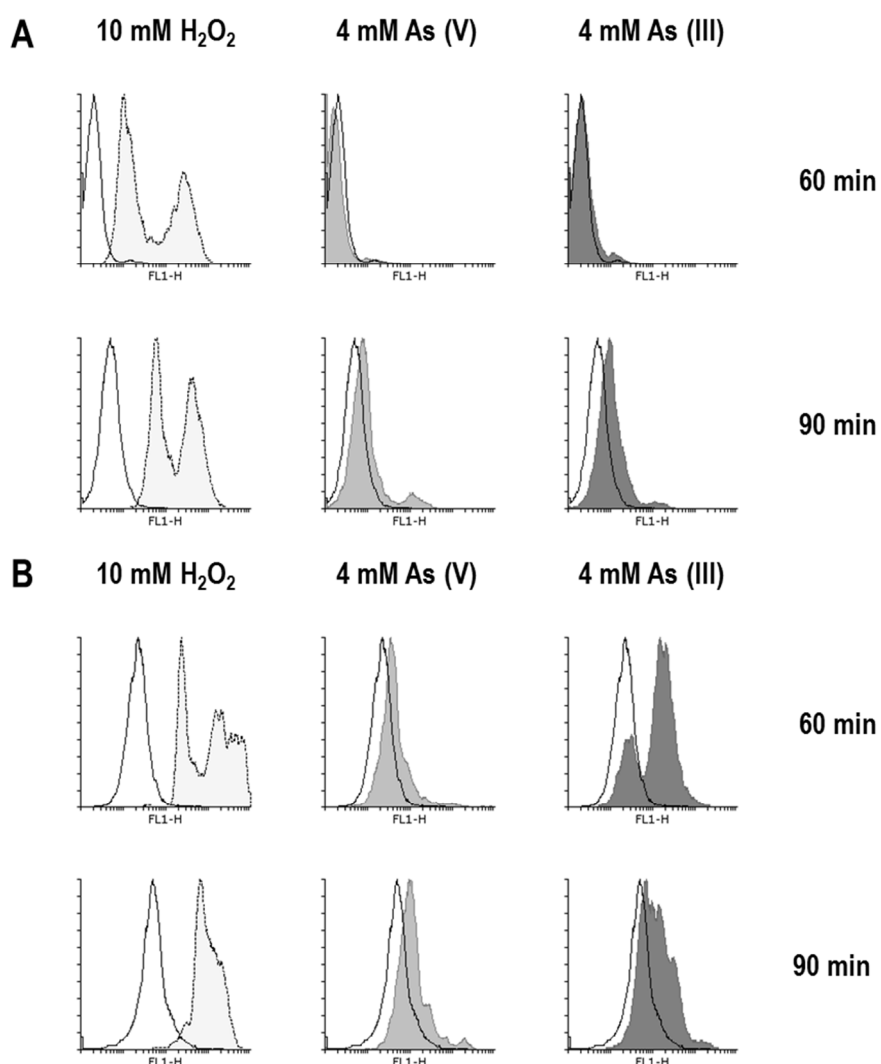 A 10 mM H₂O₂ 4 mM As (V) 4 mM As (III)
FL1-H FL1-H FL1-H 60 min
FL1-H FL1-H FL1-H 90 min
B 10 mM H₂O₂ 4 mM As (V) 4 mM As (III)
FL1-H FL1-H FL1-H 60 min
FL1-H FL1-H FL1-H 90 min